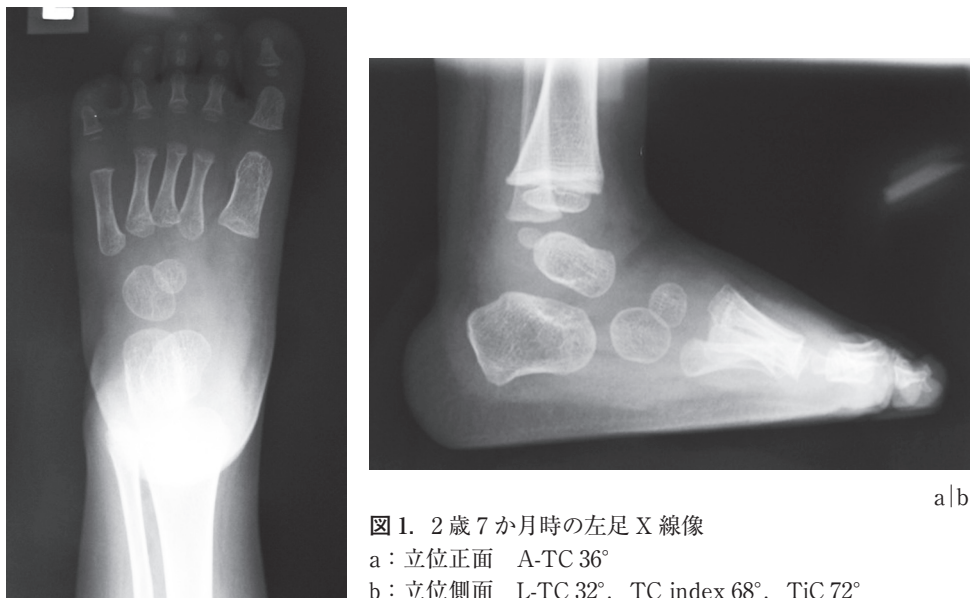 a|b
図1. 2歳7か月時の左足X線像
a：立位正面　A-TC 36°
b：立位側面　L-TC 32°，TC index 68°，TiC 72°